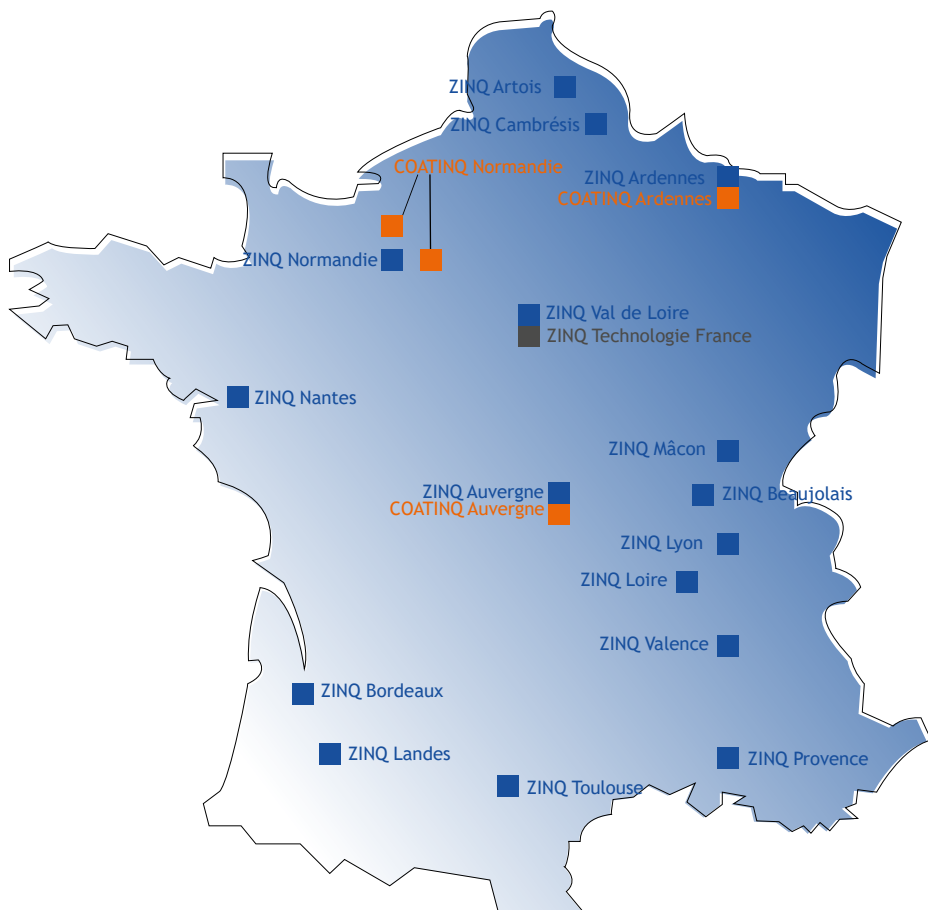 ZINQ Artois
ZINQ Cambrésis
COATINQ Normandie
ZINQ Ardennes
COATINQ Ardennes
ZINQ Normandie
ZINQ Val de Loire
ZINQ Technologie France
ZINQ Nantes
ZINQ Mâcon
ZINQ Auvergne
ZINQ Beaujolais
COATINQ Auvergne
ZINQ Lyon
ZINQ Loire
ZINQ Valence
ZINQ Bordeaux
ZINQ Landes
ZINQ Provence
ZINQ Toulouse